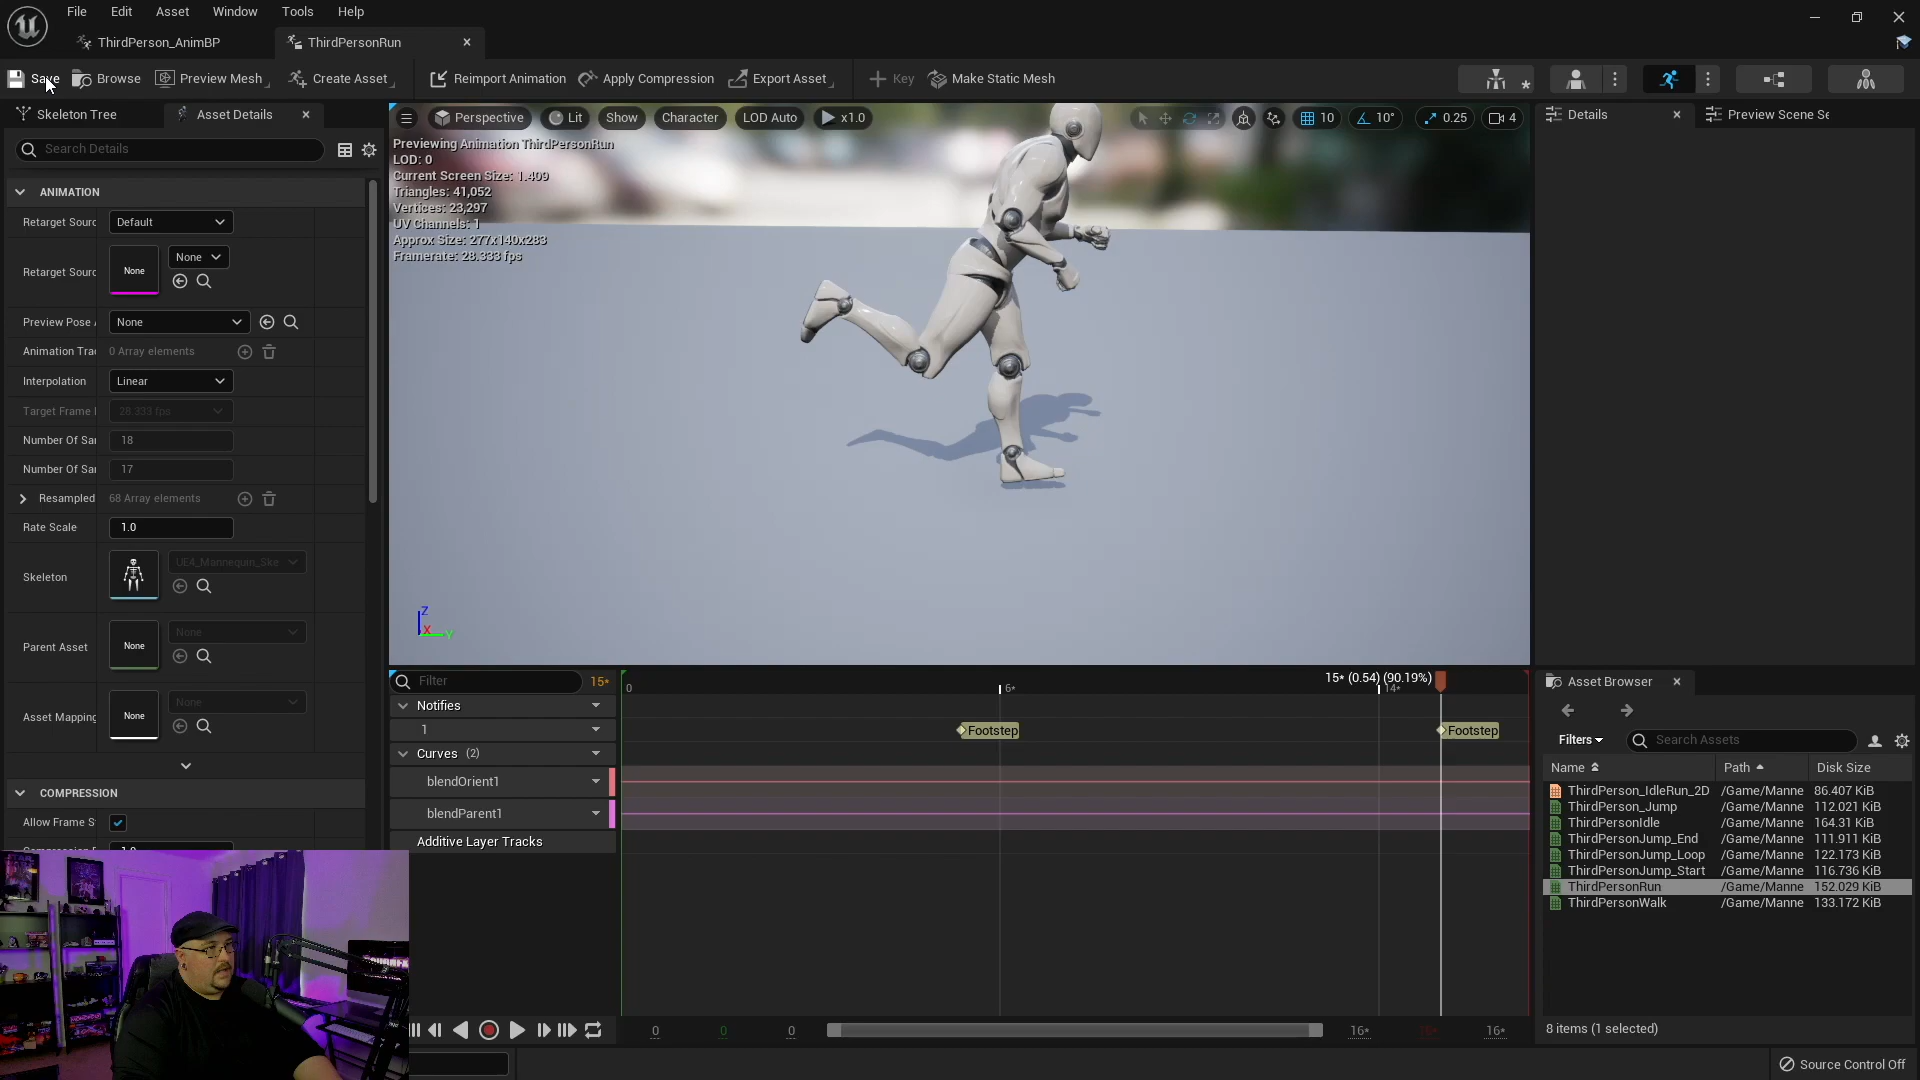 File Edit Asset Window Tools Help
ThirdPerson_AnimBP
ThirdPersonRun
Save Browse Preview Mesh Create Asset Reimport Animation Apply Compression Export Asset Key Make Static Mesh
Skeleton Tree
Asset Details
Search Details
ANIMATION
Retarget Sourc Default
Retarget Sourc None None
Preview Pose A None
Animation Trac 0 Array elements
Interpolation Linear
Target Frame 28.333 fps
Number Of Sar 18
Number Of Sar 17
Resampled 68 Array elements
Rate Scale 1.0
Skeleton UE4_Mannequin_Ske
Parent Asset None None
Asset Mapping None None
COMPRESSION
Allow Frame S
Perspective Lit Show Character LOD Auto x1.0 10 10° 0.25 4
Previewing Animation ThirdPersonRun
LOD: 0
Current Screen Size: 1.409
Triangles: 41,052
Vertices: 23,297
UV Channels: 1
Approx Size: 277x140x283
Framerate: 28.333 fps
Z
X Y
Filter 15*
0 6* 14* 15* (0.54) (90.19%)
Notifies
1 Footstep Footstep
Curves (2)
blendOrient1
blendParent1
Additive Layer Tracks
0 0 0 16* 16*
Details
Preview Scene Se
Asset Browser
Filters Search Assets
Name Path Disk Size
ThirdPerson_IdleRun_2D /Game/Manne 86.407 KiB
ThirdPerson_Jump /Game/Manne 112.021 KiB
ThirdPersonIdle /Game/Manne 164.31 KiB
ThirdPersonJump_End /Game/Manne 111.911 KiB
ThirdPersonJump_Loop /Game/Manne 122.173 KiB
ThirdPersonJump_Start /Game/Manne 116.736 KiB
ThirdPersonRun /Game/Manne 152.029 KiB
ThirdPersonWalk /Game/Manne 133.172 KiB
8 items (1 selected)
Source Control Off